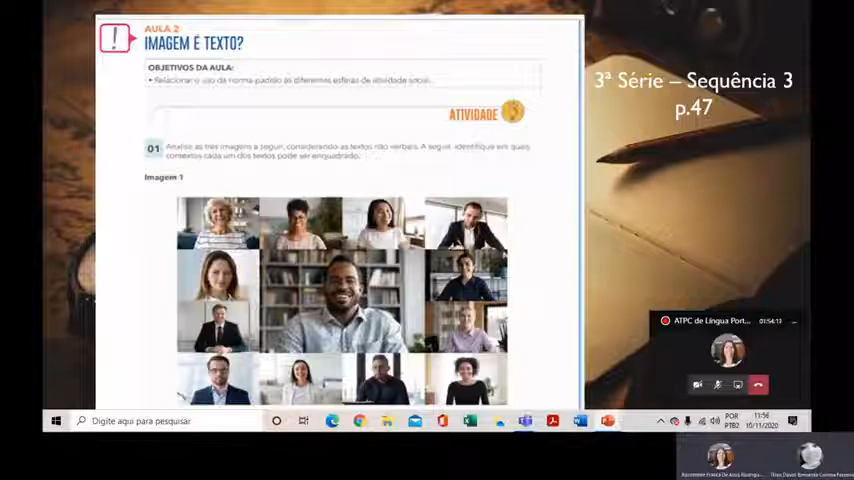 AULA 2
IMAGEM É TEXTO?
OBJETIVOS DA AULA:
• Relacionar o uso da norma-padrão às diferentes esferas de atividade social.
ATIVIDADE
01 Analise as três imagens a seguir, considerando as textos não verbais. A seguir, identifique em quais
contextos cada um dos textos pode ser enquadrado.
Imagem 1
3ª Série – Sequência 3
p.47
ATPC de Língua Port... 01:54:13 ...
Digite aqui para pesquisar
POR
PTB2
11:56
10/11/2020